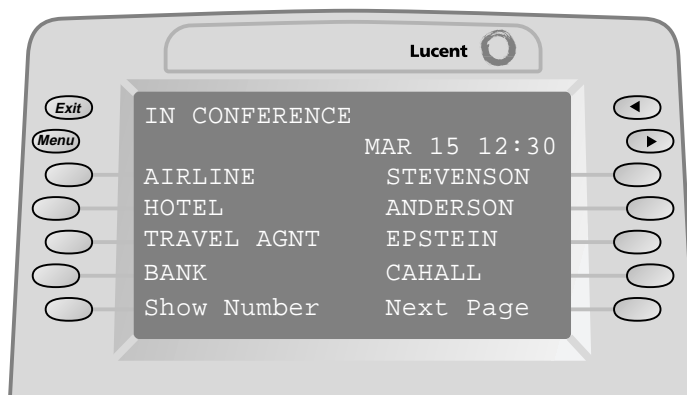 Lucent
Exit
Menu
IN CONFERENCE
MAR 15 12:30
AIRLINE STEVENSON
HOTEL ANDERSON
TRAVEL AGNT EPSTEIN
BANK CAHALL
Show Number Next Page